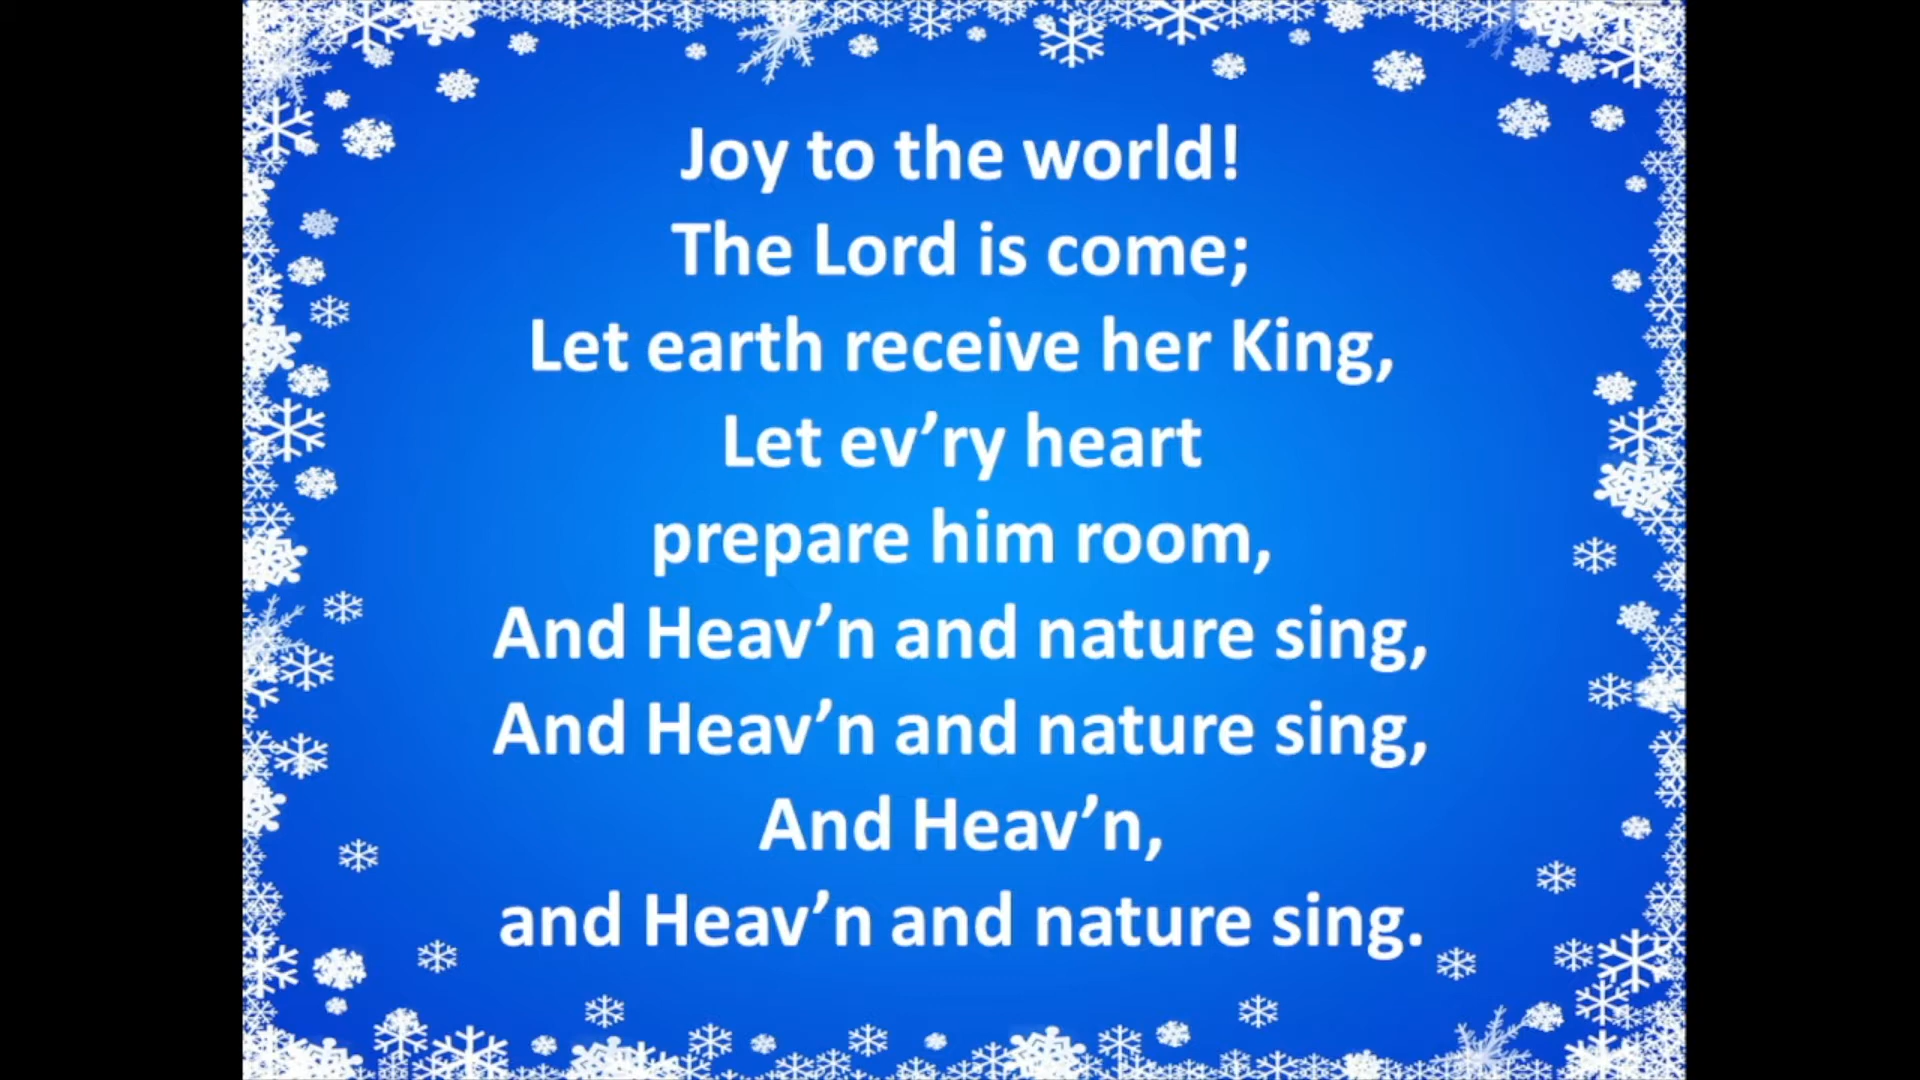 Joy to the world!
The Lord is come;
Let earth receive her King,
Let ev’ry heart
prepare him room,
And Heav’n and nature sing,
And Heav’n and nature sing,
And Heav’n,
and Heav’n and nature sing.